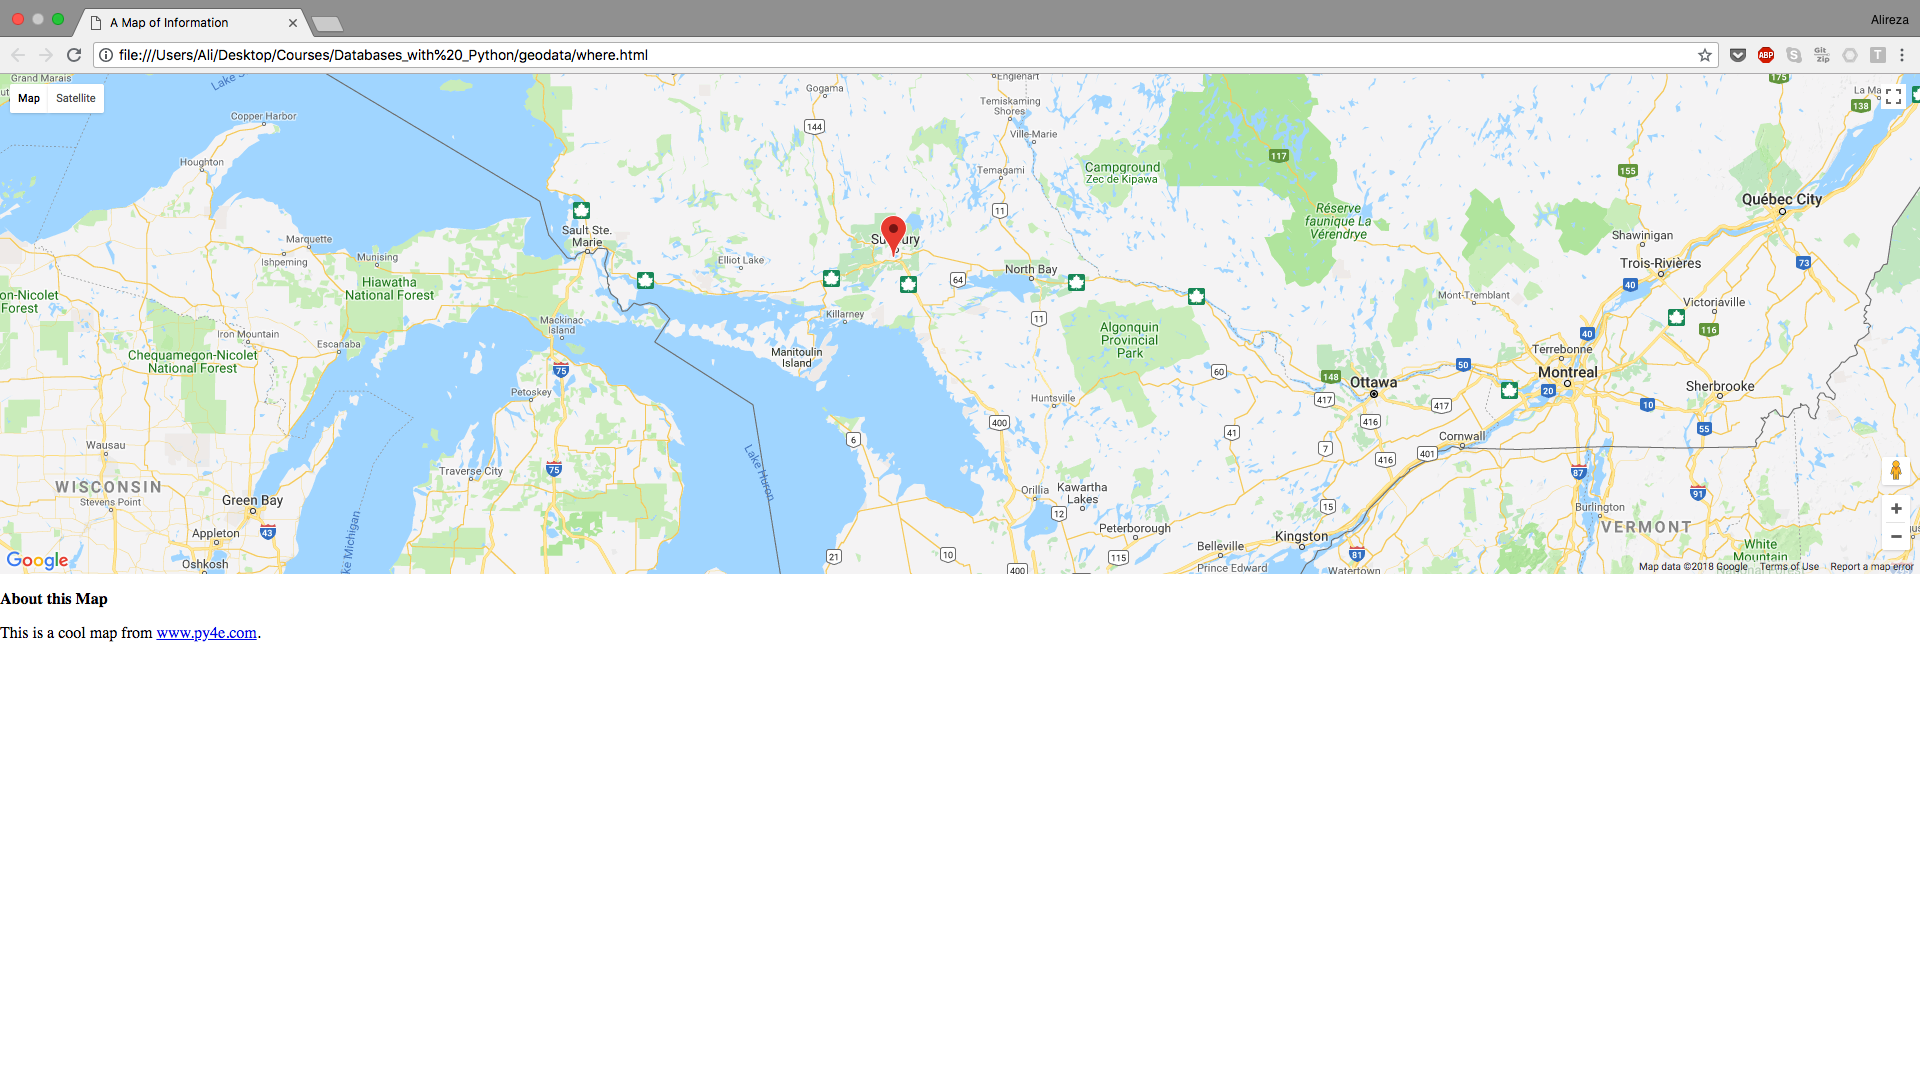 A Map of Information
Alireza
file:///Users/Ali/Desktop/Courses/Databases_with%20_Python/geodata/where.html
ABP
Git
zip
T
Map
Satellite
Grand Marais
Copper Harbor
Houghton
Marquette
Ishpeming
Munising
Hiawatha
National Forest
on-Nicolet
Forest
Iron Mountain
Escanaba
Chequamegon-Nicolet
National Forest
Wausau
WISCONSIN
Stevens Point
Green Bay
Appleton
43
Oshkosh
Google
Sault Ste.
Marie
Mackinac
Island
75
Petoskey
Traverse City
75
Lake Huron
Gogama
144
Elliot Lake
Killarney
Manitoulin
Island
6
21
10
Englehart
Temiskaming
Shores
Ville-Marie
Temagami
11
64
North Bay
11
Campground
Zec de Kipawa
117
Réserve
faunique La
Vérendrye
Algonquin
Provincial
Park
60
Huntsville
400
41
Orillia
Kawartha
Lakes
12
Peterborough
115
400
Belleville
Prince Edward
Kingston
15
81
Watertown
7
148
Ottawa
417
417
416
416
401
Cornwall
50
Mont-Tremblant
40
Terrebonne
Montreal
20
10
87
Burlington
VERMONT
91
White
Mountain
175
138
La Ma
155
Québec City
Shawinigan
Trois-Rivières
40
73
Victoriaville
116
Sherbrooke
55
Map data ©2018 Google
Terms of Use
Report a map error
About this Map
This is a cool map from www.py4e.com.